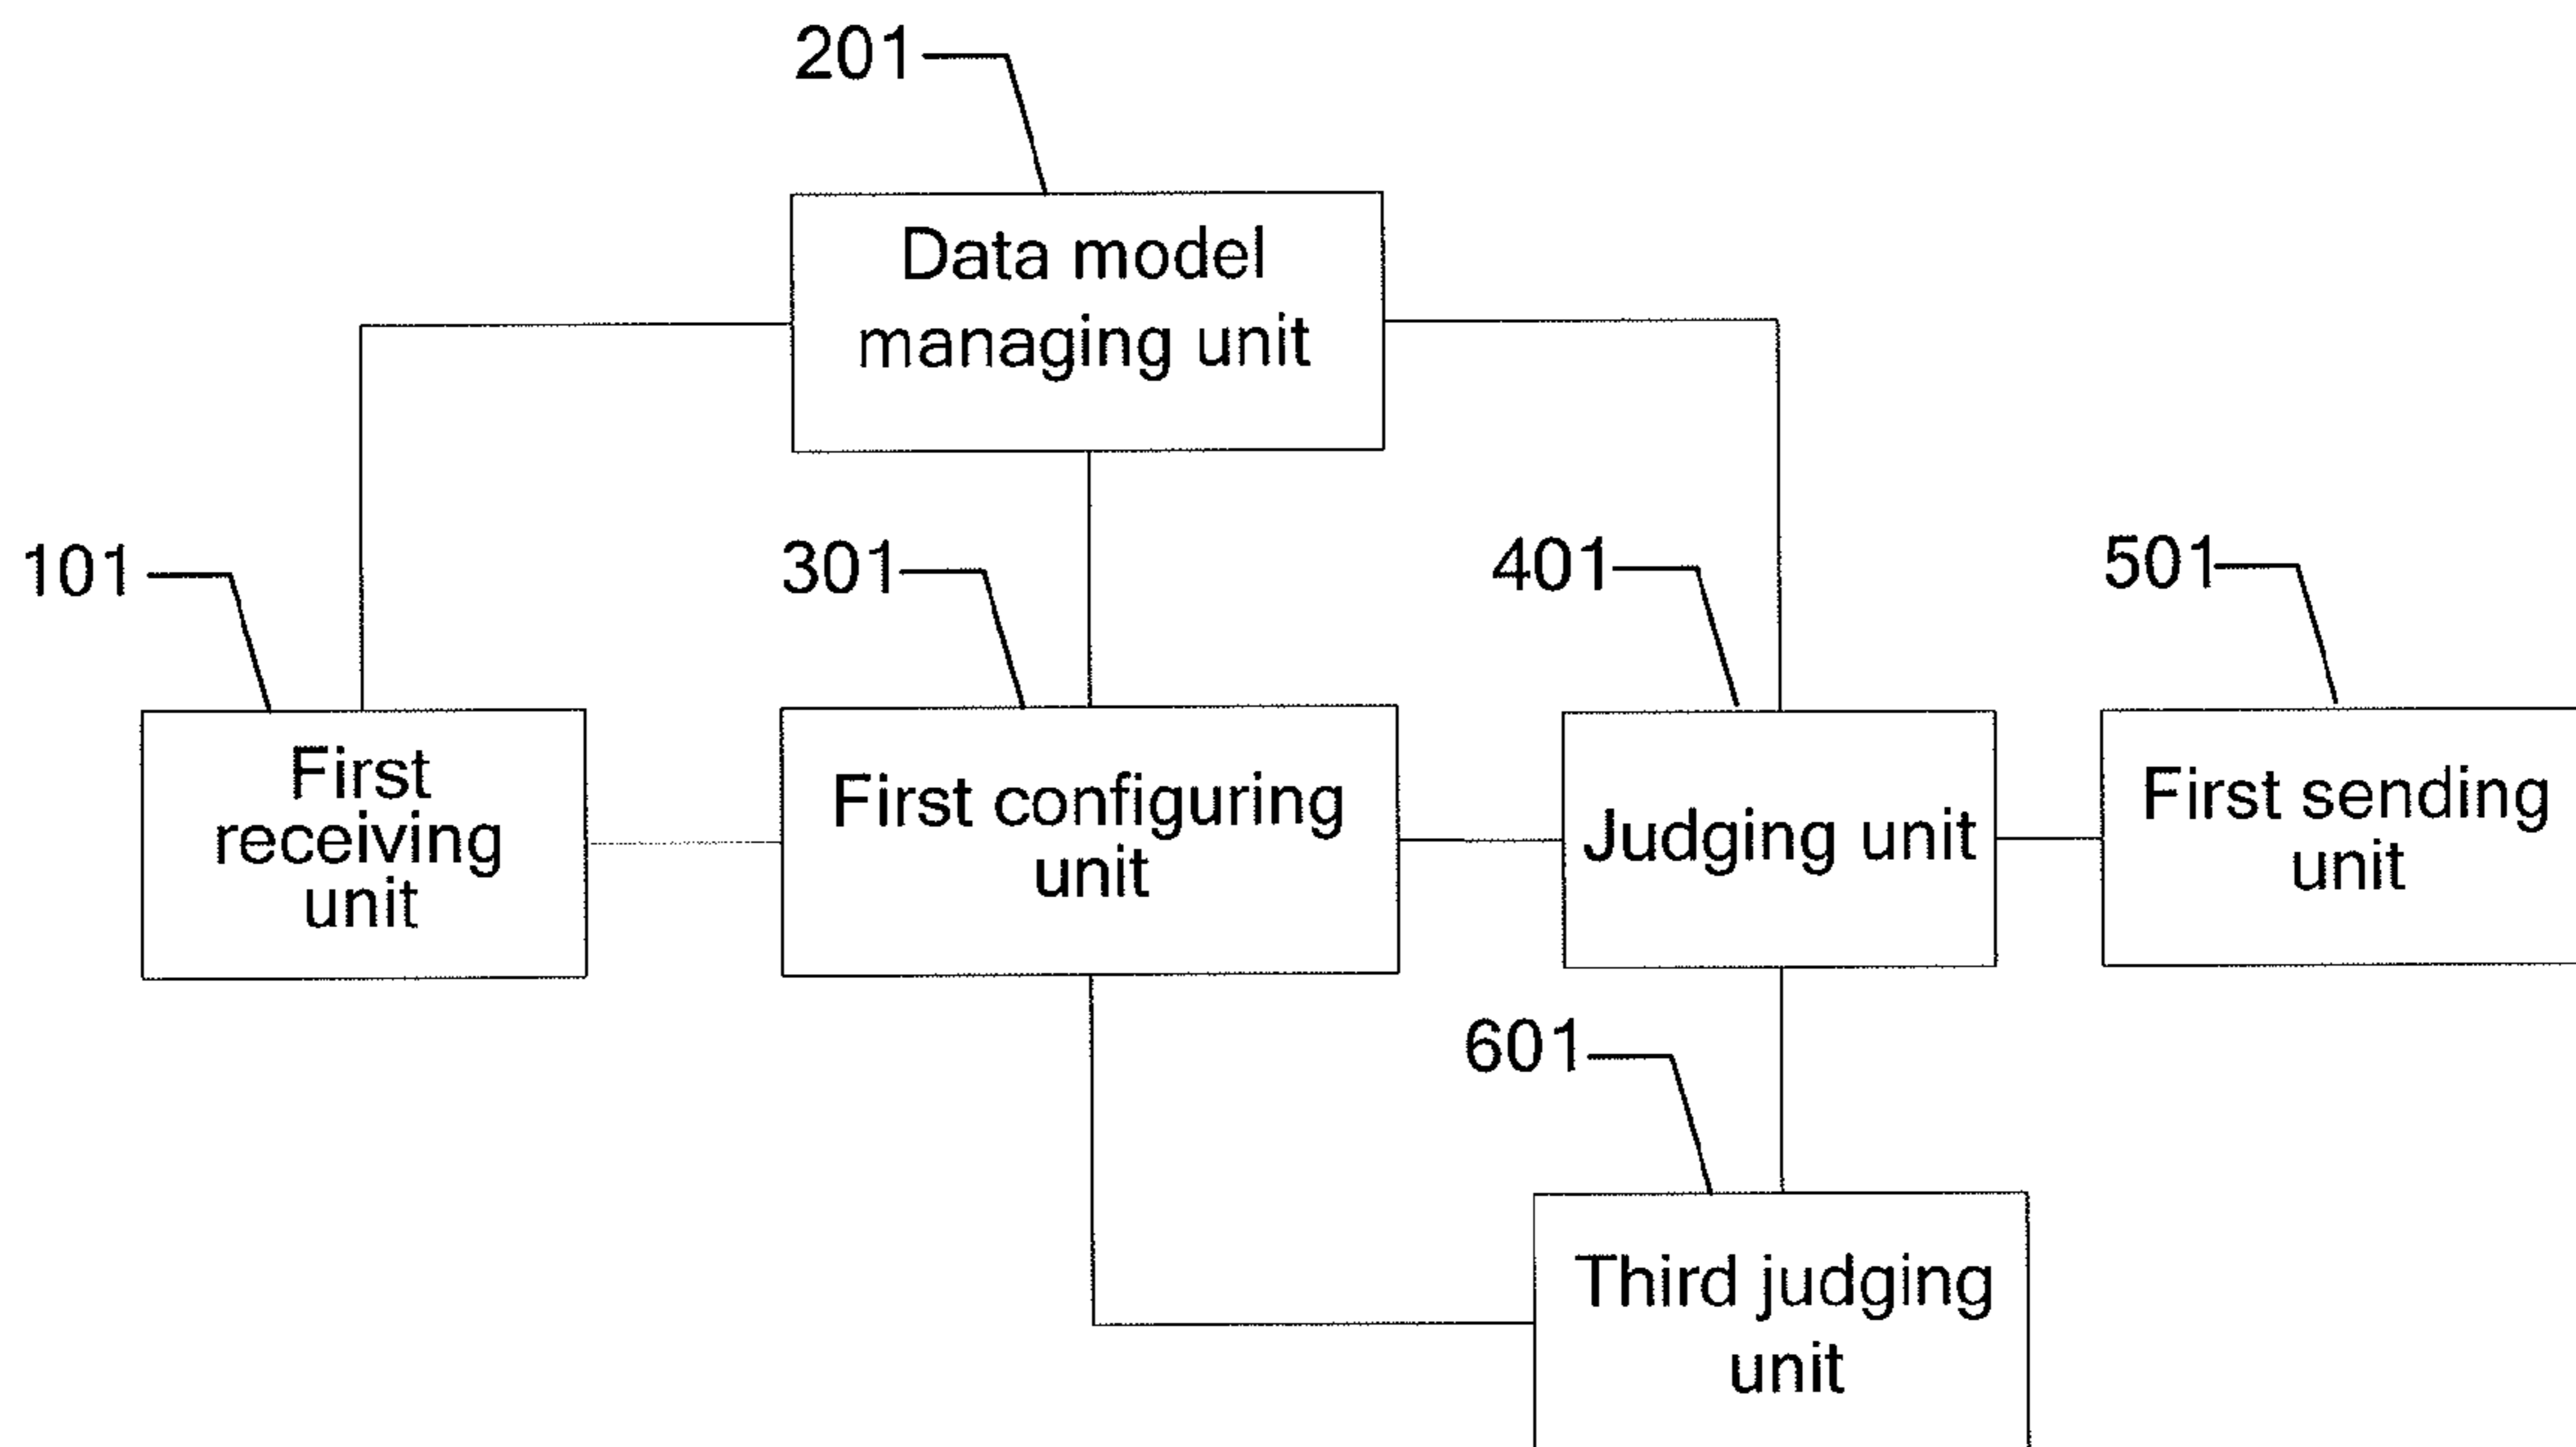 201
Data model
managing unit
101
301
401
501
First
receiving
unit
First configuring
unit
Judging unit
First sending
unit
601
Third judging
unit